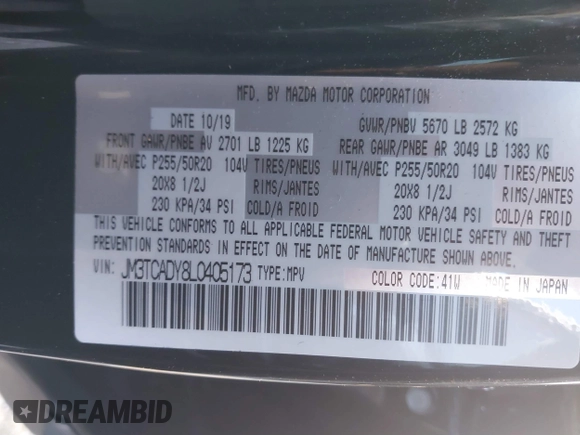 MFD. BY MAZDA MOTOR CORPORATION
DATE 10/19 GVWR/PNBV 5670 LB 2572 KG
FRONT GAWR/PNBE AV 2701 LB 1225 KG REAR GAWR/PNBE AR 3049 LB 1383 KG
WITH/AVEC P255/50R20 104V TIRES/PNEUS WITH/AVEC P255/50R20 104V TIRES/PNEUS
20X8 1/2J RIMS/JANTES 20X8 1/2J RIMS/JANTES
230 KPA/34 PSI COLD/A FROID 230 KPA/34 PSI COLD/A FROID
THIS VEHICLE CONFORMS TO ALL APPLICABLE FEDERAL MOTOR VEHICLE SAFETY AND THEFT
PREVENTION STANDARDS IN EFFECT ON THE DATE OF MANUFACTURE SHOWN ABOVE.
VIN: JM3TCADY8L0405173 TYPE:MPV COLOR CODE:41W MADE IN JAPAN
DREAMBID